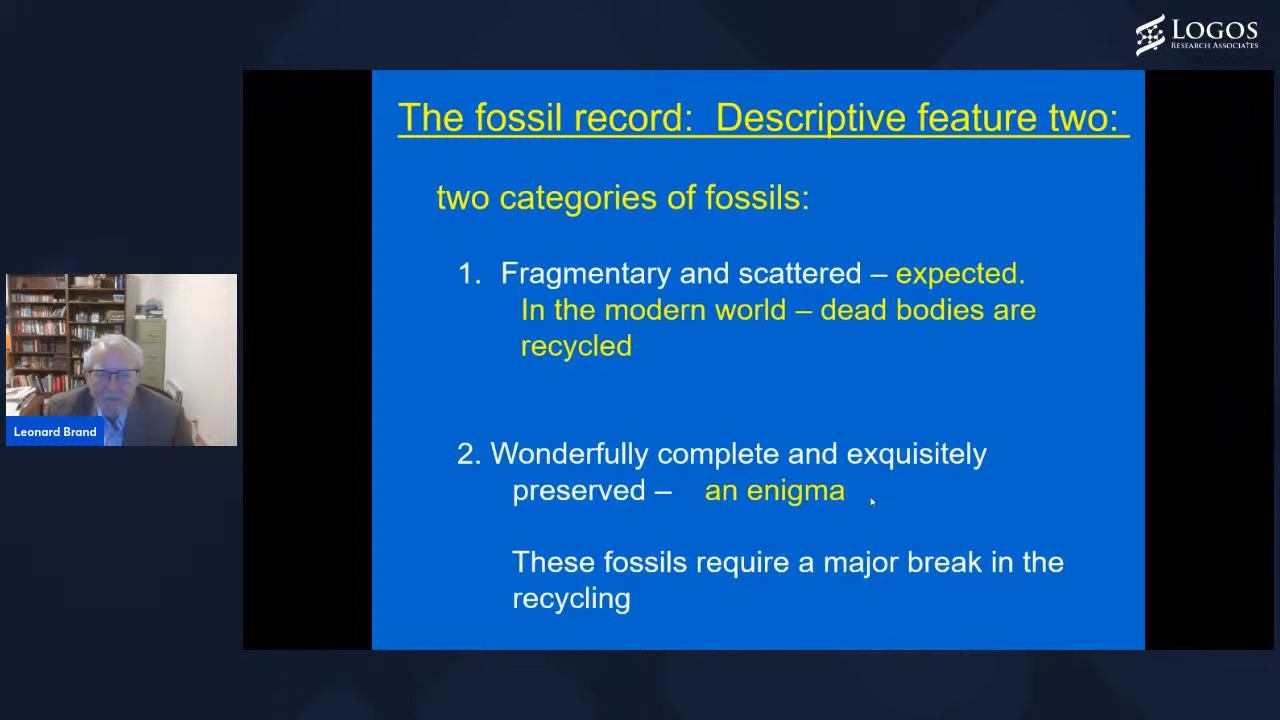 LOGOS
RESEARCH ASSOCIATES
The fossil record: Descriptive feature two:
two categories of fossils:
1. Fragmentary and scattered – expected.
In the modern world – dead bodies are
recycled
2. Wonderfully complete and exquisitely
preserved – an enigma
These fossils require a major break in the
recycling
Leonard Brand